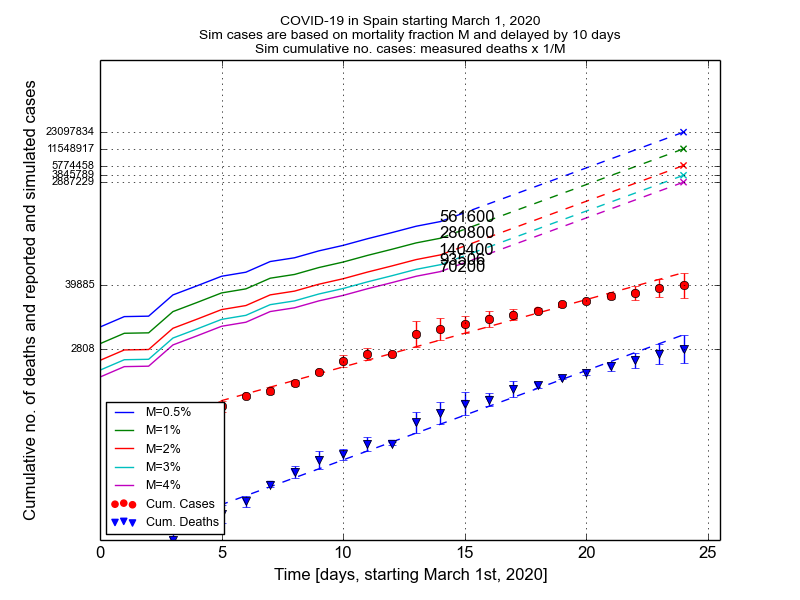 COVID-19 in Spain starting March 1, 2020
Sim cases are based on mortality fraction M and delayed by 10 days
Sim cumulative no. cases: measured deaths x 1/M
Cumulative no. of deaths and reported and simulated cases
23097834
11548917
5774458
3845789
2887229
39885
2808
561600
280800
140400
93506
70200
M=0.5%
M=1%
M=2%
M=3%
M=4%
Cum. Cases
Cum. Deaths
0 5 10 15 20 25
Time [days, starting March 1st, 2020]